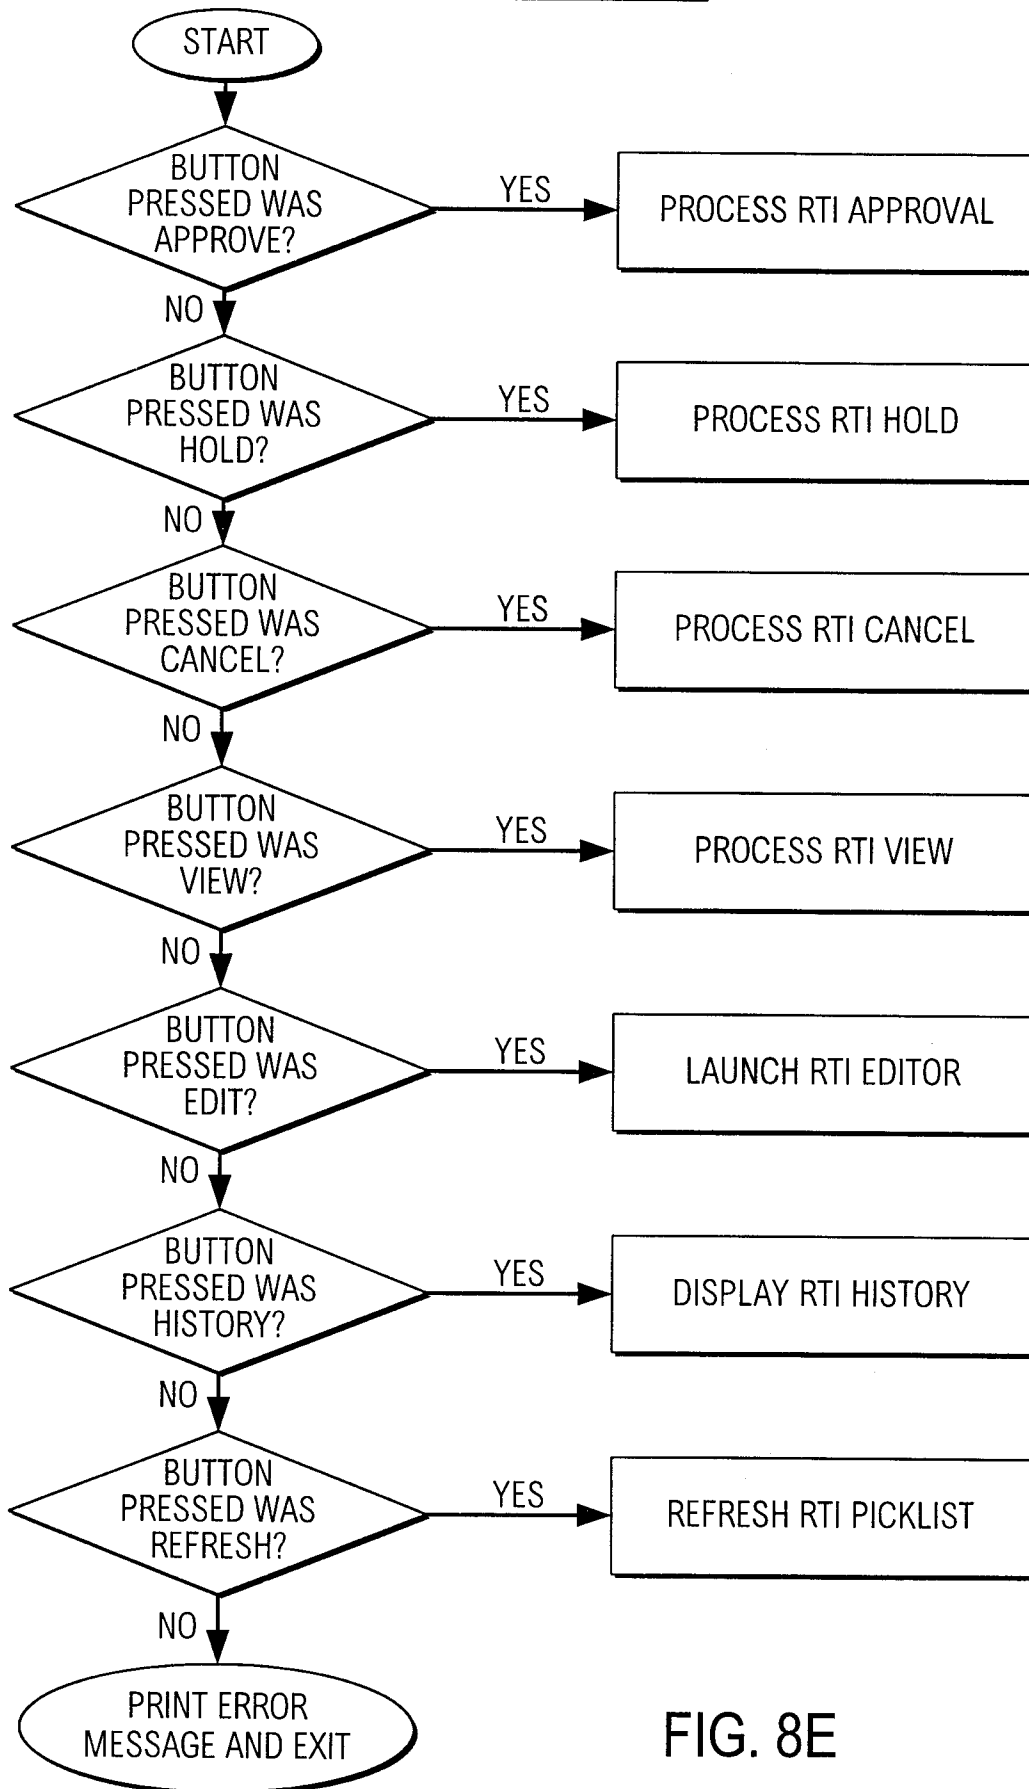 START
BUTTON
PRESSED WAS
APPROVE?
YES
PROCESS RTI APPROVAL
NO
BUTTON
PRESSED WAS
HOLD?
YES
PROCESS RTI HOLD
NO
BUTTON
PRESSED WAS
CANCEL?
YES
PROCESS RTI CANCEL
NO
BUTTON
PRESSED WAS
VIEW?
YES
PROCESS RTI VIEW
NO
BUTTON
PRESSED WAS
EDIT?
YES
LAUNCH RTI EDITOR
NO
BUTTON
PRESSED WAS
HISTORY?
YES
DISPLAY RTI HISTORY
NO
BUTTON
PRESSED WAS
REFRESH?
YES
REFRESH RTI PICKLIST
NO
PRINT ERROR
MESSAGE AND EXIT
FIG. 8E